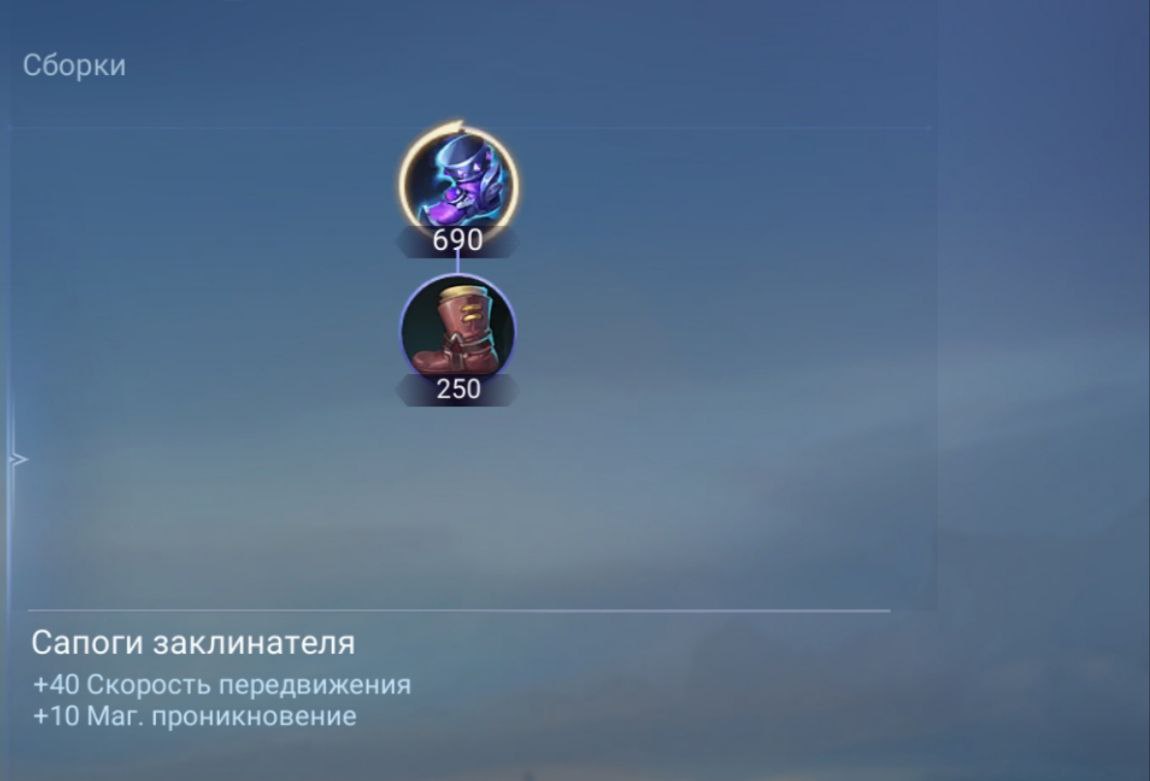 Сборки
690
250
Сапоги заклинателя
+40 Скорость передвижения
+10 Маг. проникновение